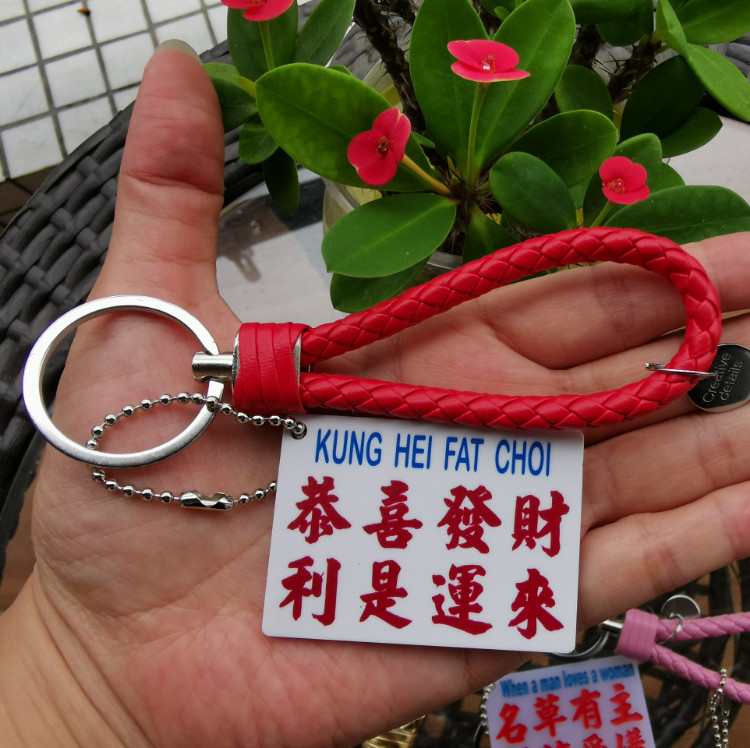 KUNG HEI FAT CHOI
恭喜發財
利是運來
Creative
details
When a man loves a woman
名草有主